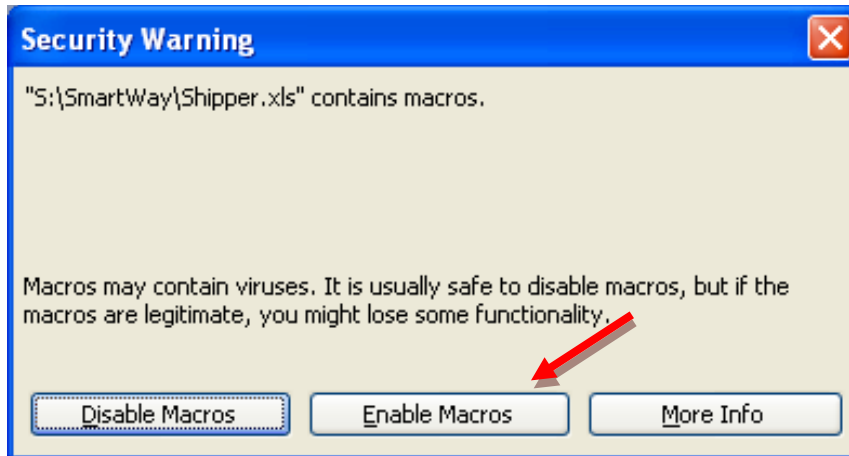 Security Warning
"S:\SmartWay\Shipper.xls" contains macros.
Macros may contain viruses. It is usually safe to disable macros, but if the
macros are legitimate, you might lose some functionality.
Disable Macros
Enable Macros
More Info